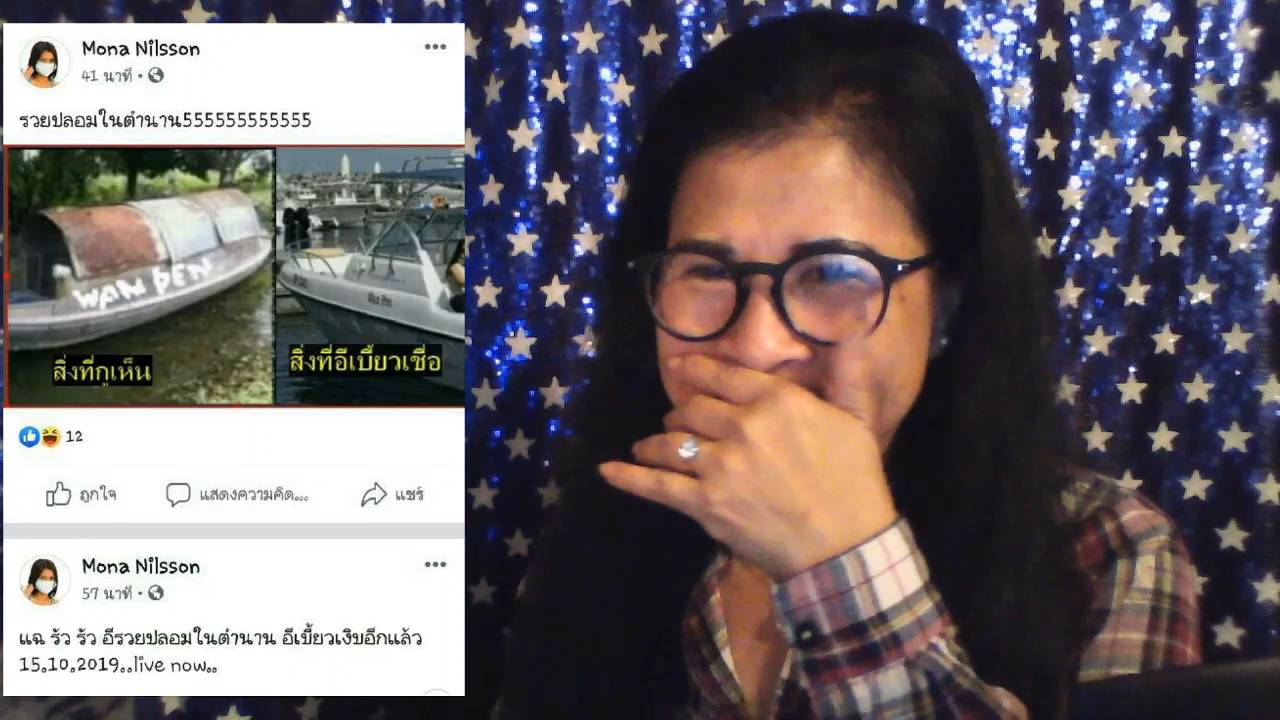 Mona Nilsson
41 นาที
รวยปลอมในตำนาน555555555555
WAN PEN
Wan Pen
สิ่งที่กูเห็น
สิ่งที่อีเบี้ยวเชื่อ
12
ถูกใจ
แสดงความคิด...
แชร์
Mona Nilsson
57 นาที
แฉ รัว รัว อีรวยปลอมในตำนาน อีเบี้ยวเงิบอีกแล้ว
15.10.2019..live now..